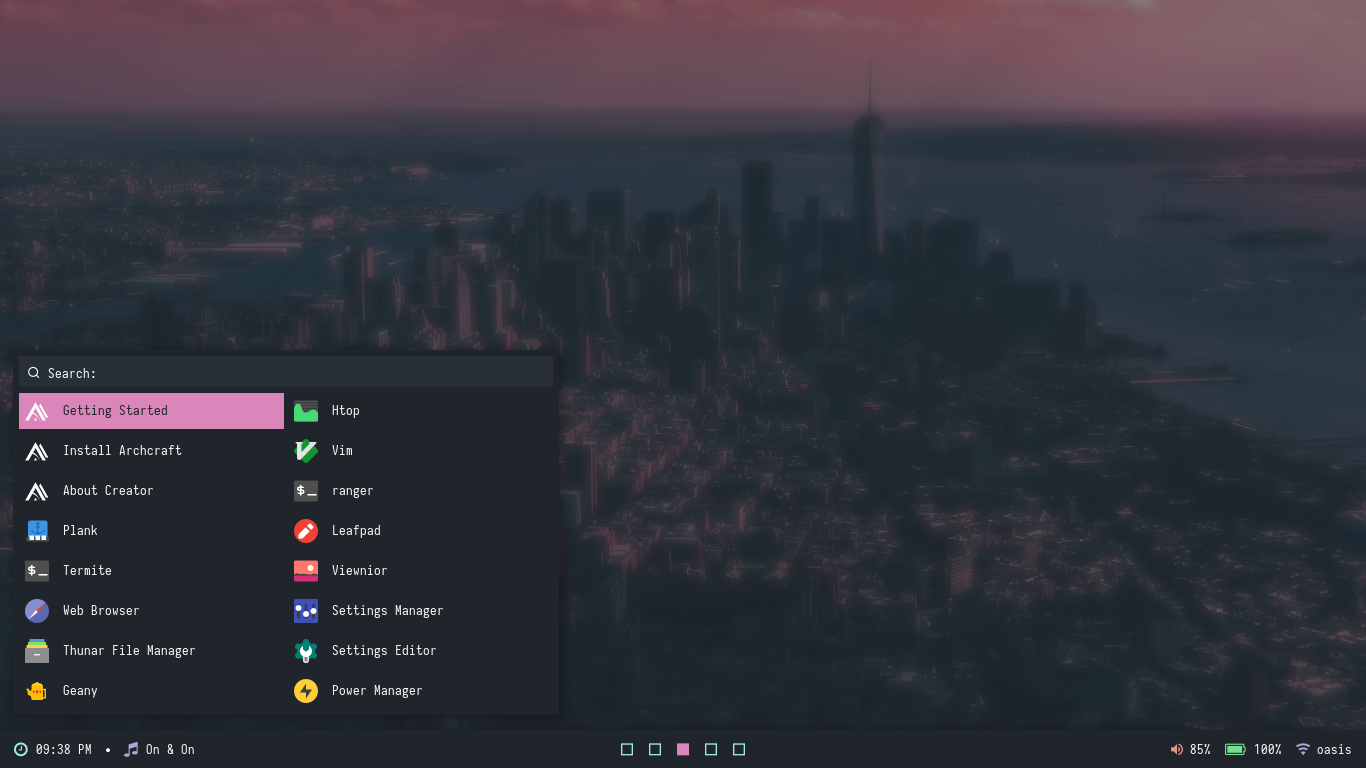 Search:
Getting Started
Install Archcraft
About Creator
Plank
$_ Termite
Web Browser
Thunar File Manager
Geany
Htop
Vim
$_ ranger
Leafpad
Viewnior
Settings Manager
Settings Editor
Power Manager
09:38 PM • On & On
85% 100% oasis